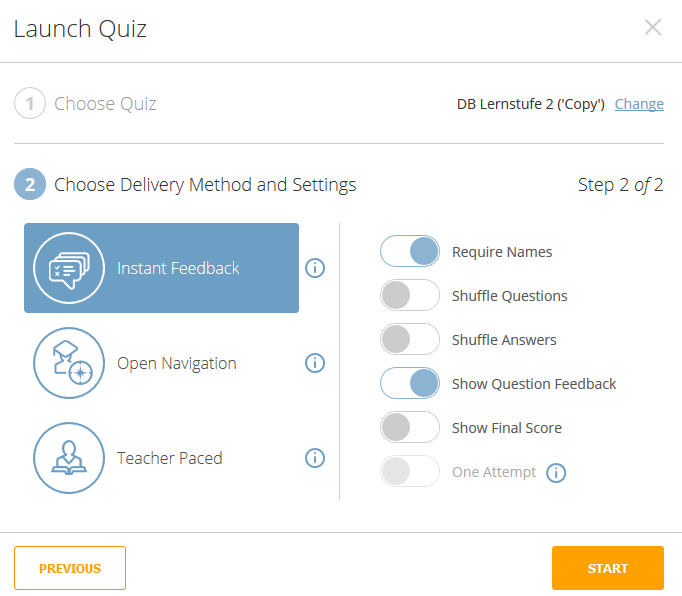 Launch Quiz
1 Choose Quiz DB Lernstufe 2 ('Copy') Change
2 Choose Delivery Method and Settings Step 2 of 2
Instant Feedback
Open Navigation
Teacher Paced
Require Names
Shuffle Questions
Shuffle Answers
Show Question Feedback
Show Final Score
One Attempt
PREVIOUS
START